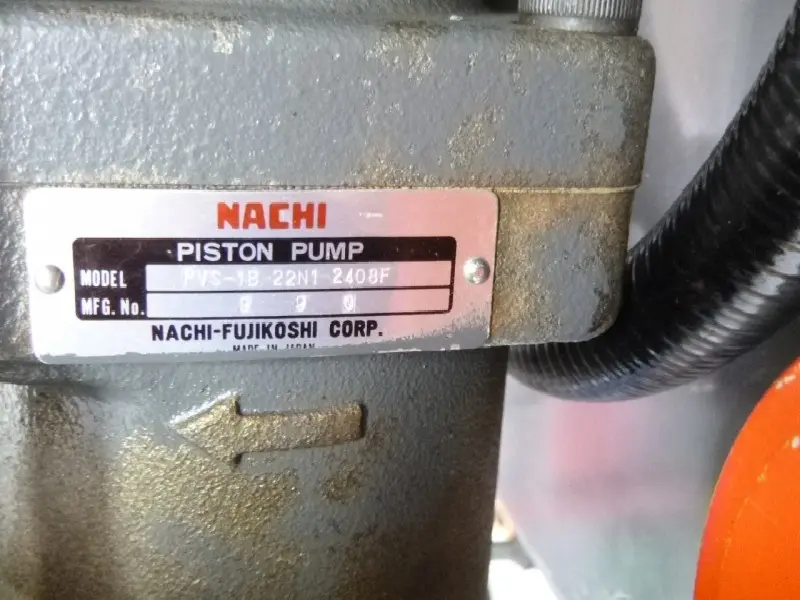 NACHI
PISTON PUMP
MODEL PVS-1B-22N1 2408F
MFG. No.
NACHI-FUJIKOSHI CORP.
MADE IN JAPAN